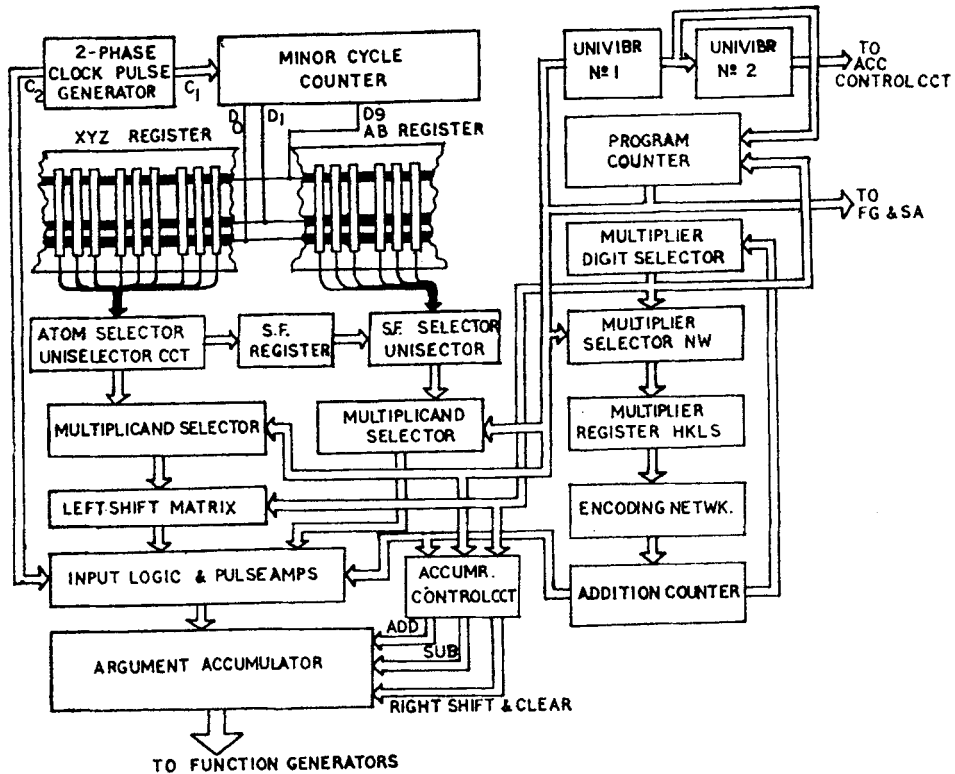 2-PHASE
CLOCK PULSE
GENERATOR
C2
C1
MINOR CYCLE
COUNTER
D0
D1
D9
XYZ REGISTER
AB REGISTER
UNIVIBR
Nº 1
UNIVIBR
Nº 2
TO
ACC
CONTROL CCT
PROGRAM
COUNTER
TO
FG & SA
MULTIPLIER
DIGIT SELECTOR
ATOM SELECTOR
UNISELECTOR CCT
S.F.
REGISTER
S.F. SELECTOR
UNISECTOR
MULTIPLIER
SELECTOR NW
MULTIPLICAND SELECTOR
MULTIPLICAND
SELECTOR
MULTIPLIER
REGISTER HKLS
LEFT-SHIFT MATRIX
ENCODING NETWK.
INPUT LOGIC & PULSE AMPS
ACCUMR.
CONTROL CCT
ADDITION COUNTER
ADD
SUB
ARGUMENT ACCUMULATOR
RIGHT SHIFT & CLEAR
TO FUNCTION GENERATORS